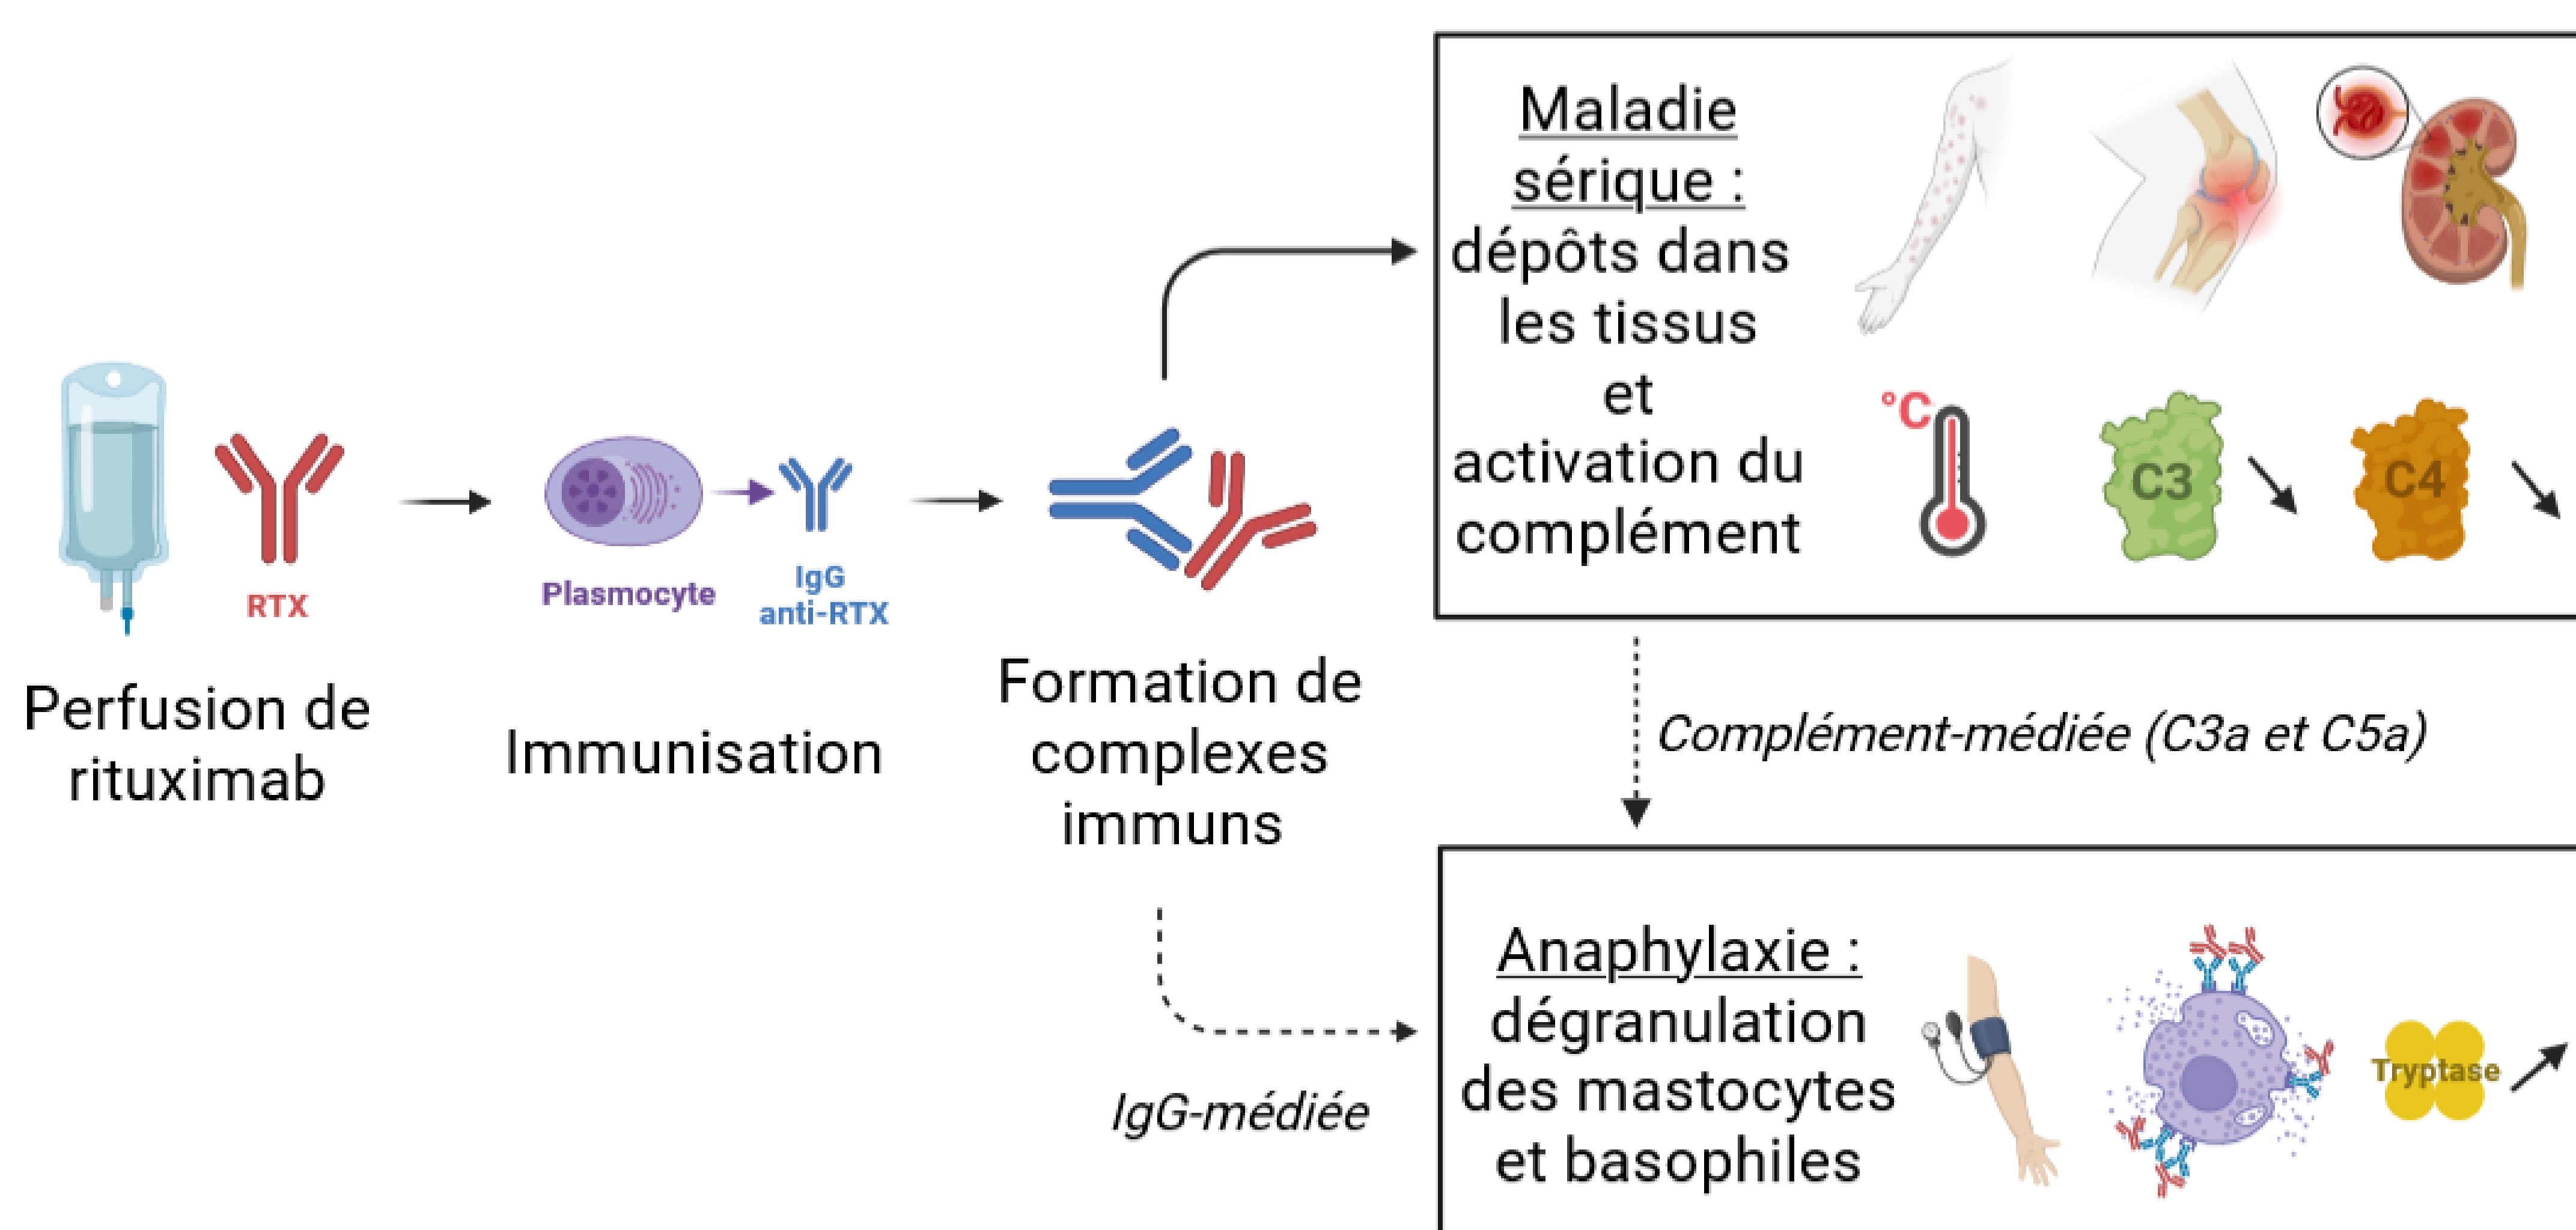 RTX
Perfusion de
rituximab
Plasmocyte
IgG
anti-RTX
Immunisation
Formation de
complexes
immuns
Maladie
sérique :
dépôts dans
les tissus
et
activation du
complément
°C
C3
C4
Complément-médiée (C3a et C5a)
IgG-médiée
Anaphylaxie :
dégranulation
des mastocytes
et basophiles
Tryptase